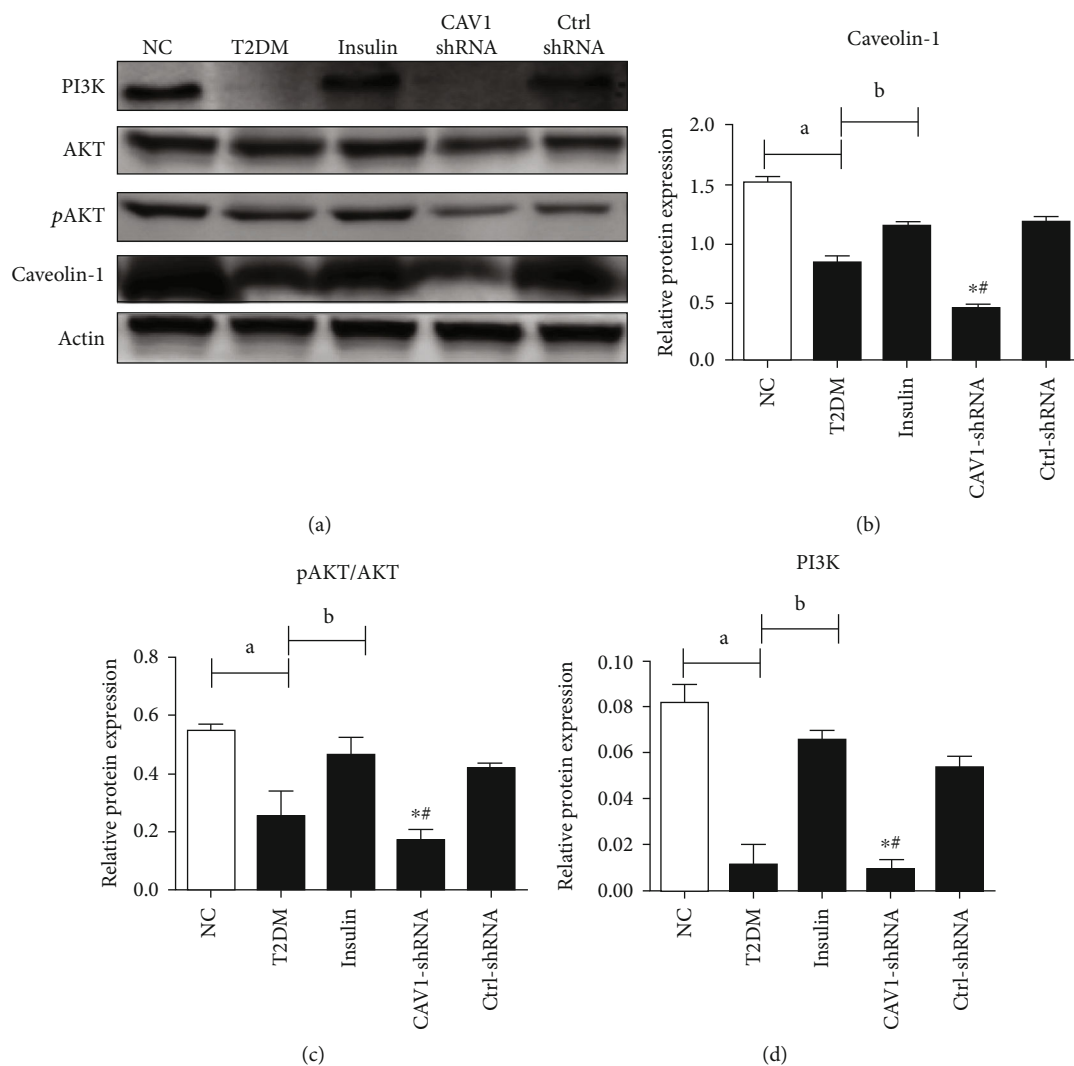 NC
T2DM
Insulin
CAV1
shRNA
Ctrl
shRNA
PI3K
AKT
pAKT
Caveolin-1
Actin
(a)
Caveolin-1
a
b
Relative protein expression
2.0
1.5
1.0
0.5
0.0
*#
NC
T2DM
Insulin
CAV1-shRNA
Ctrl-shRNA
(b)
pAKT/AKT
a
b
Relative protein expression
0.8
0.6
0.4
0.2
0.0
*#
NC
T2DM
Insulin
CAV1-shRNA
Ctrl-shRNA
(c)
PI3K
a
b
Relative protein expression
0.10
0.08
0.06
0.04
0.02
0.00
*#
NC
T2DM
Insulin
CAV1-shRNA
Ctrl-shRNA
(d)